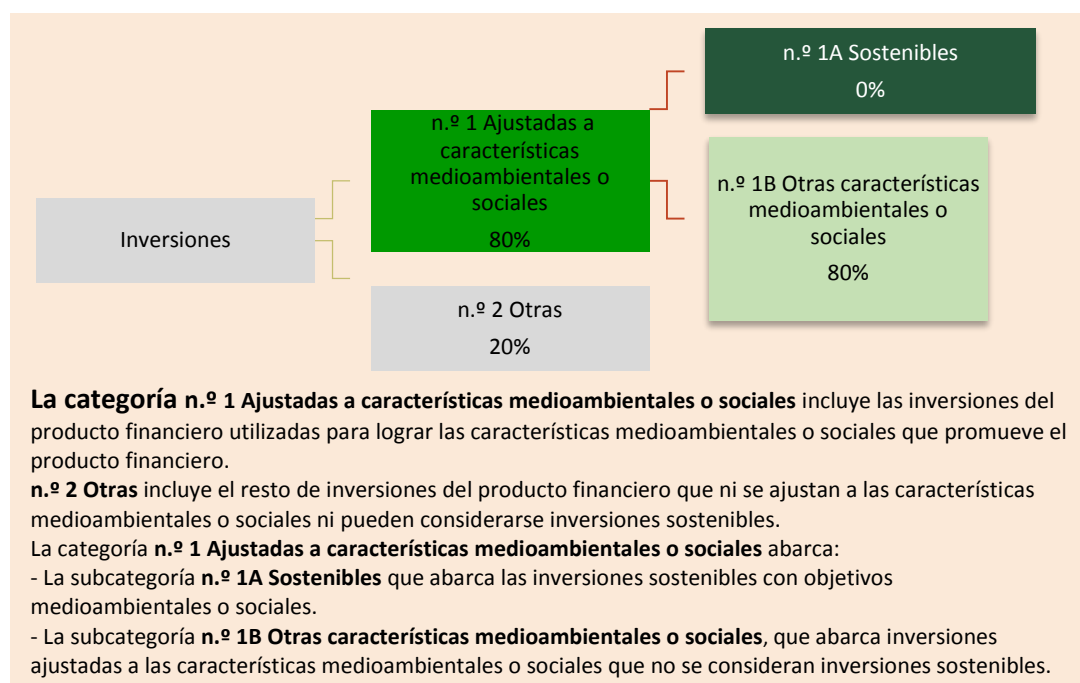 n.º 1A Sostenibles
0%
n.º 1 Ajustadas a
características
medioambientales o
sociales
80%
n.º 1B Otras características
medioambientales o
sociales
80%
Inversiones
n.º 2 Otras
20%
La categoría n.º 1 Ajustadas a características medioambientales o sociales incluye las inversiones del
producto financiero utilizadas para lograr las características medioambientales o sociales que promueve el
producto financiero.
n.º 2 Otras incluye el resto de inversiones del producto financiero que ni se ajustan a las características
medioambientales o sociales ni pueden considerarse inversiones sostenibles.
La categoría n.º 1 Ajustadas a características medioambientales o sociales abarca:
- La subcategoría n.º 1A Sostenibles que abarca las inversiones sostenibles con objetivos
medioambientales o sociales.
- La subcategoría n.º 1B Otras características medioambientales o sociales, que abarca inversiones
ajustadas a las características medioambientales o sociales que no se consideran inversiones sostenibles.